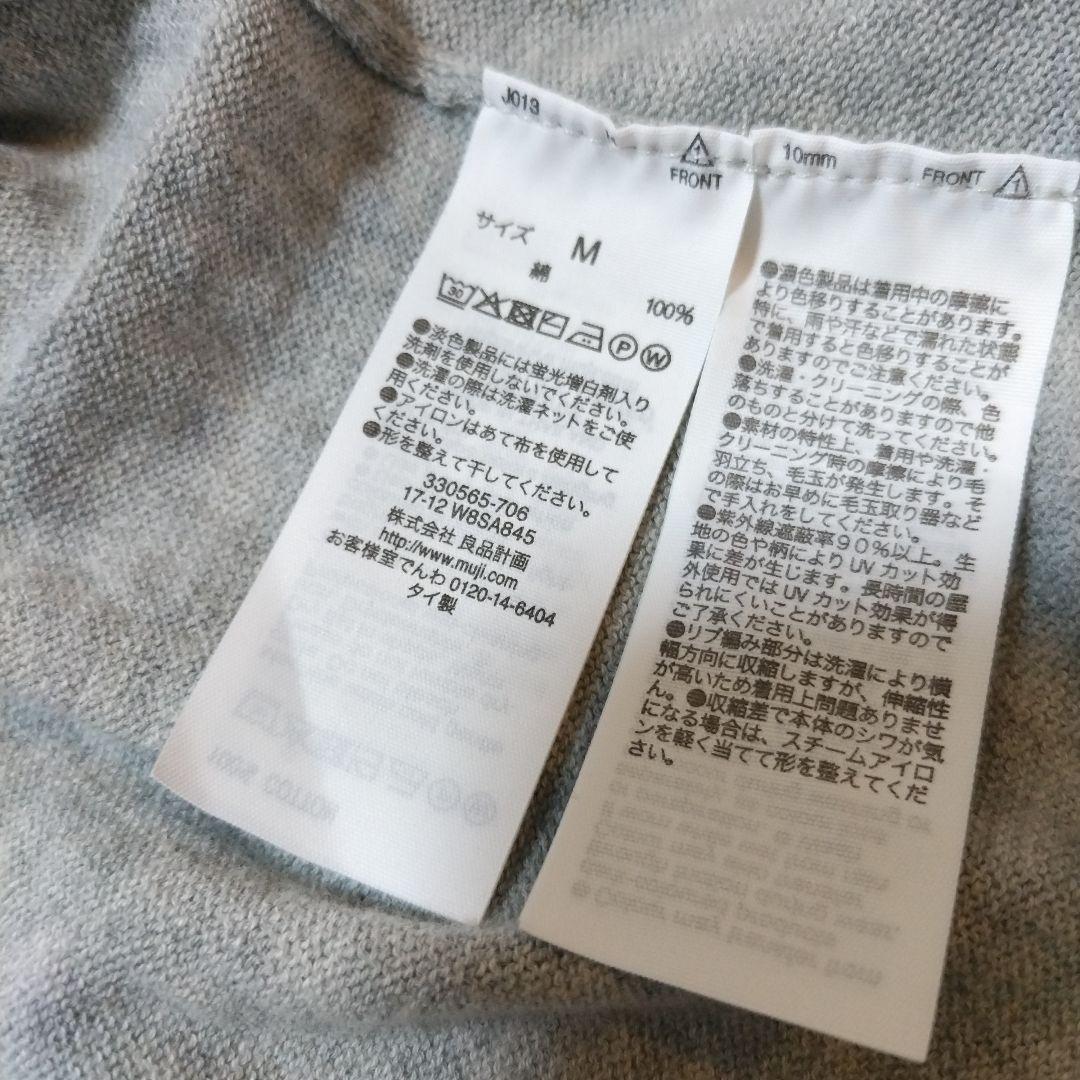 J013
1
FRONT
サイズ M
綿 100%
30
P W
●淡色製品には蛍光増白剤入り
洗剤を使用しないでください。
●洗濯の際は洗濯ネットをご使
用ください。
●アイロンはあて布を使用して
ください。
●形を整えて干してください。
330565-706
17-12 W8SA845
株式会社 良品計画
http://www.muji.com
お客様室でんわ 0120-14-6404
タイ製
10mm
FRONT 1
●濃色製品は着用中の摩擦に
より色移りすることがあります。
特に、雨や汗などで濡れた状態
で着用すると色移りすることが
ありますのでご注意ください。
●洗濯・クリーニングの際、色
落ちすることがありますので他
のものと分けて洗ってください。
●素材の特性上、着用や洗濯・
クリーニング時の摩擦により毛
羽立ち、毛玉が発生します。そ
の際はお早めに毛玉取り器など
で手入れをしてください。
●紫外線遮蔽率90%以上。生
地の色や柄によりUVカット効
果に差が生じます。長時間の屋
外使用ではUVカット効果が得
られにくいことがありますので
ご了承ください。
●リブ編み部分は洗濯により横
幅方向に収縮しますが、伸縮性
が高いため着用上問題ありませ
ん。●収縮差で本体のシワが気
になる場合は、スチームアイロ
ンを軽く当てて形を整えてくだ
さい。